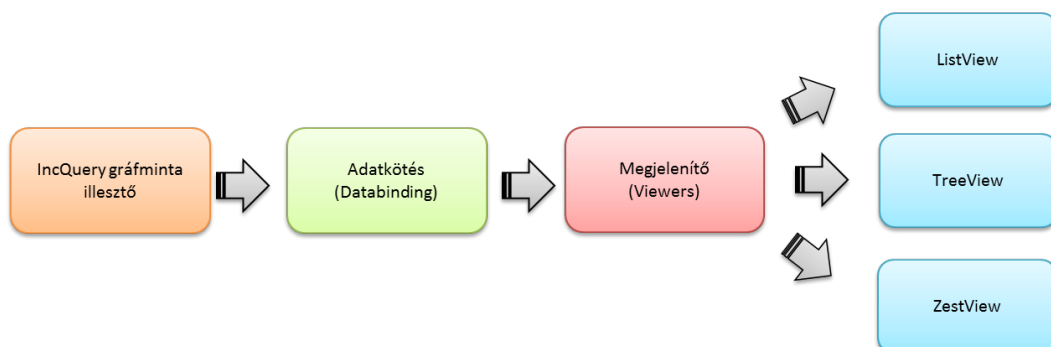 IncQuery gráfminta
illesztő
Adatkötés
(Databinding)
Megjelenítő
(Viewers)
ListView
TreeView
ZestView